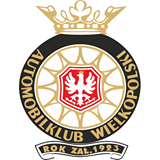 AUTOMOBILKLUB WIELKOPOLSKI
ROK ZAŁ. 1923